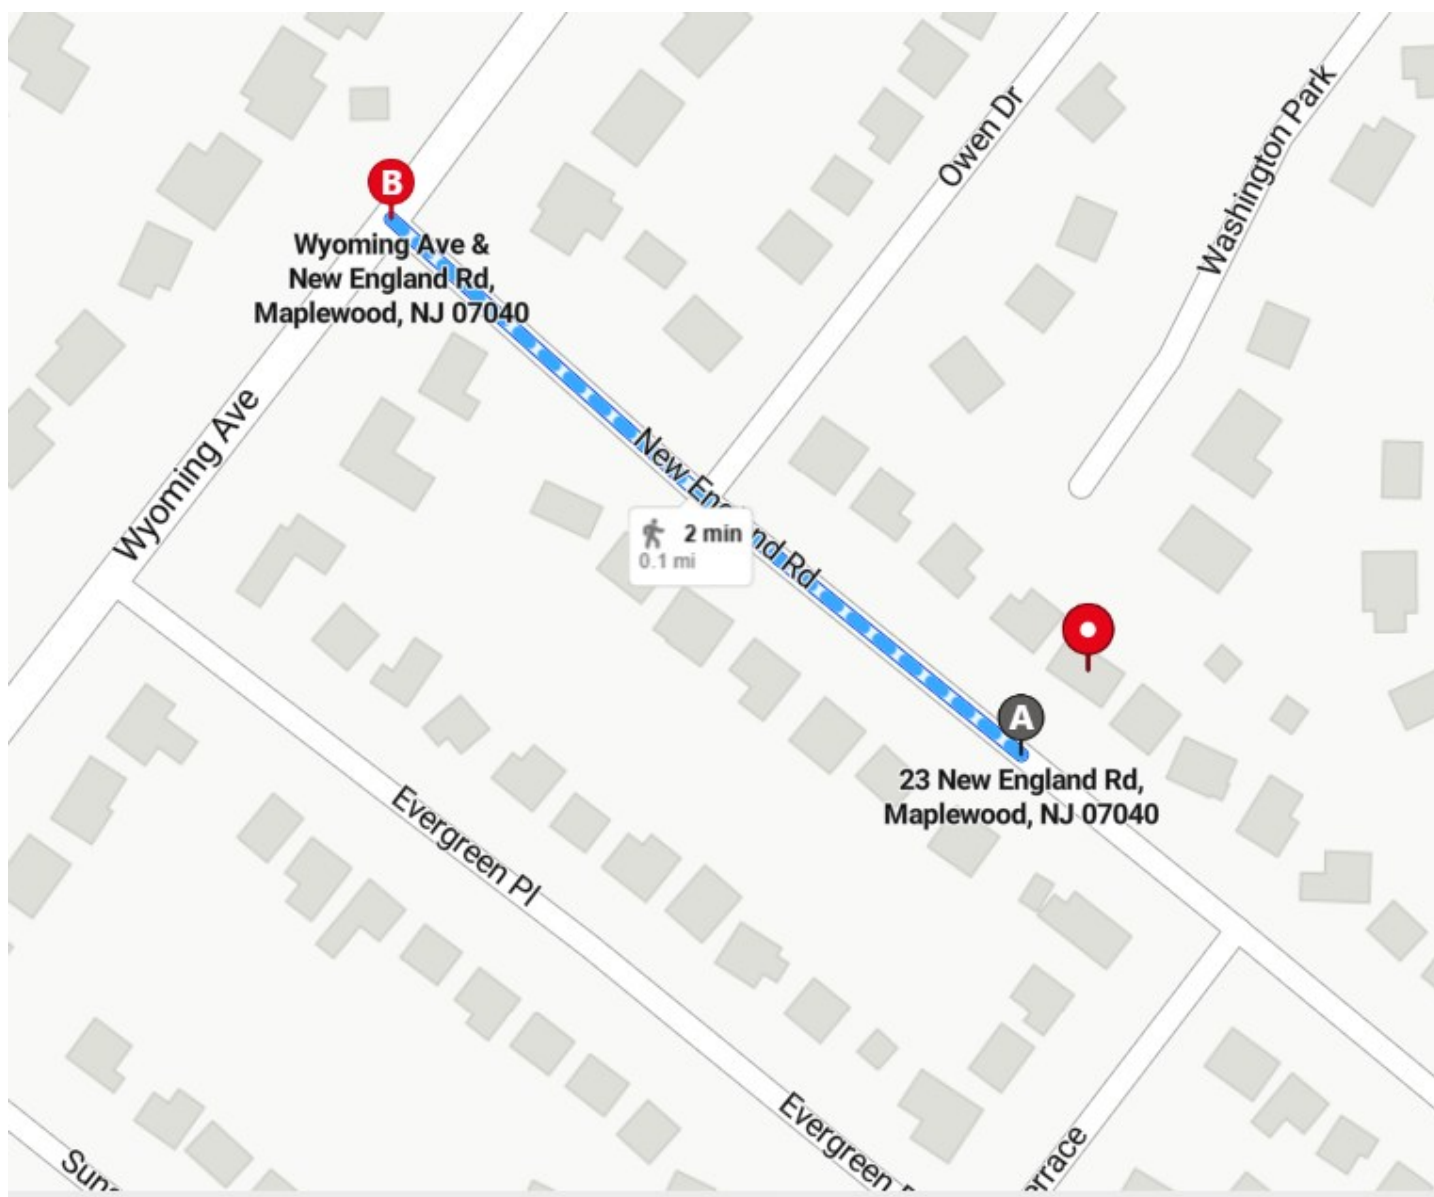 Owen Dr
Washington Park
B
Wyoming Ave &
New England Rd,
Maplewood, NJ 07040
Wyoming Ave
New England Rd
2 min
0.1 mi
A
23 New England Rd,
Maplewood, NJ 07040
Evergreen Pl
Evergreen